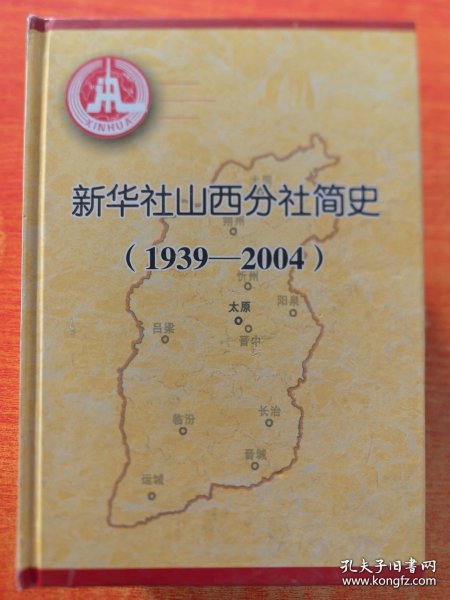 XINHUA
大同
新华社山西分社简史
朔州
(1939—2004)
忻州
阳泉
太原
吕梁
晋中
长治
临汾
晋城
运城
孔夫子旧书网
www.kongfz.com